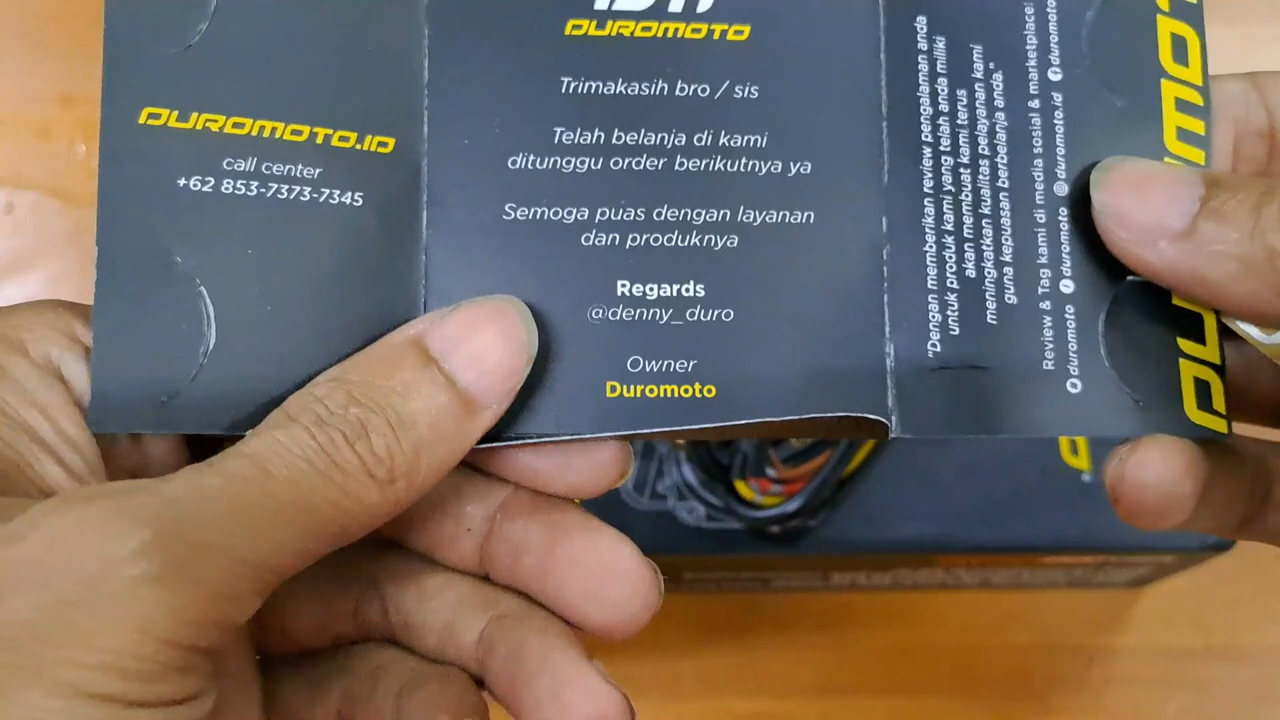 DUROMOTO.ID
call center
+62 853-7373-7345
DUROMOTO
Trimakasih bro / sis
Telah belanja di kami
ditunggu order berikutnya ya
Semoga puas dengan layanan
dan produknya
Regards
@denny_duro
Owner
Duromoto
"Dengan memberikan review pengalaman anda
untuk produk kami yang telah anda miliki
akan membuat kami terus
meningkatkan kualitas pelayanan kami
guna kepuasan berbelanja anda."
Review & Tag kami di media sosial & marketplace:
duromoto duromoto duromoto.id duromoto